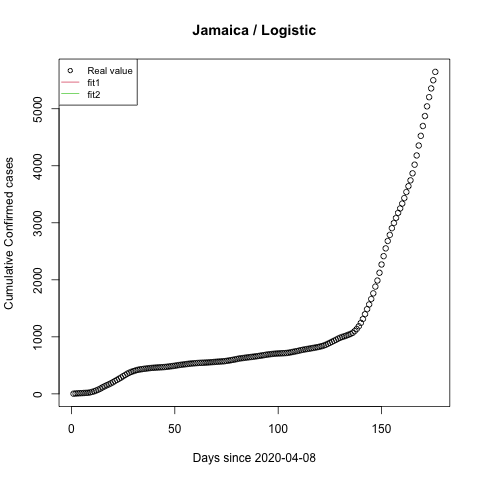 Jamaica / Logistic
Real value
fit1
fit2
Cumulative Confirmed cases
5000
4000
3000
2000
1000
0
0 50 100 150
Days since 2020-04-08